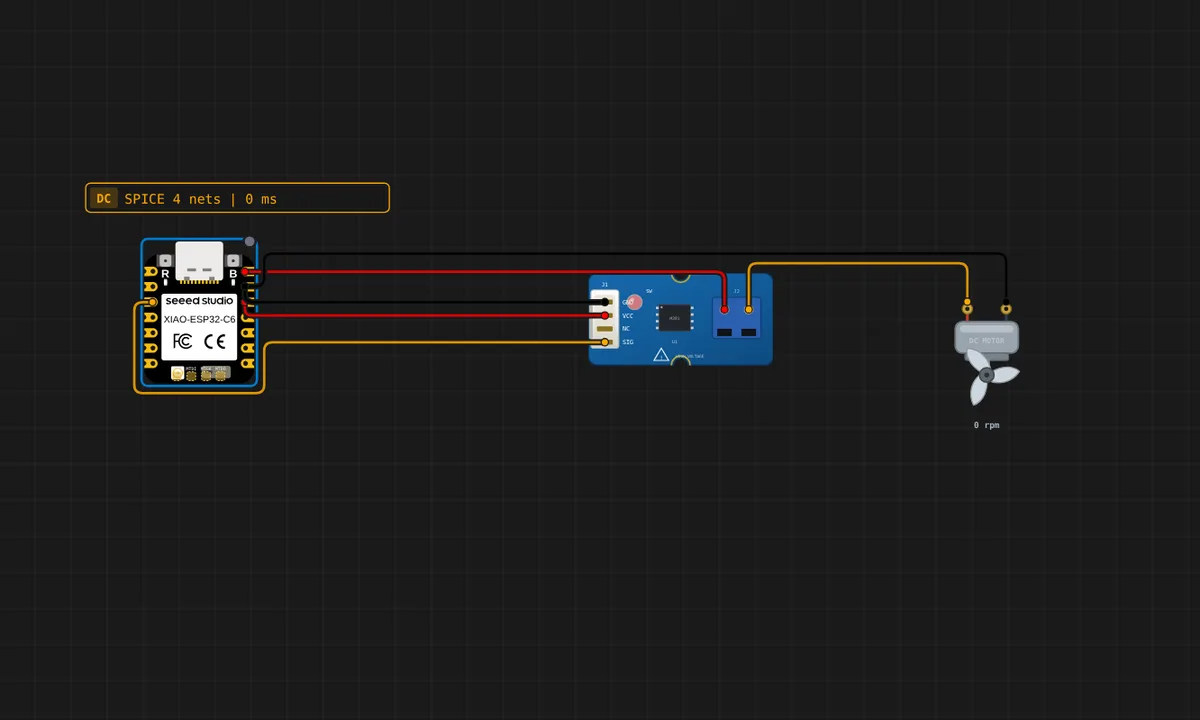 DC SPICE 4 nets | 0 ms
R B
seeed studio
XIAO-ESP32-C6
FC CE
J1
SW
GND
VCC
NC
SIG
J2
U1
DC MOTOR
0 rpm